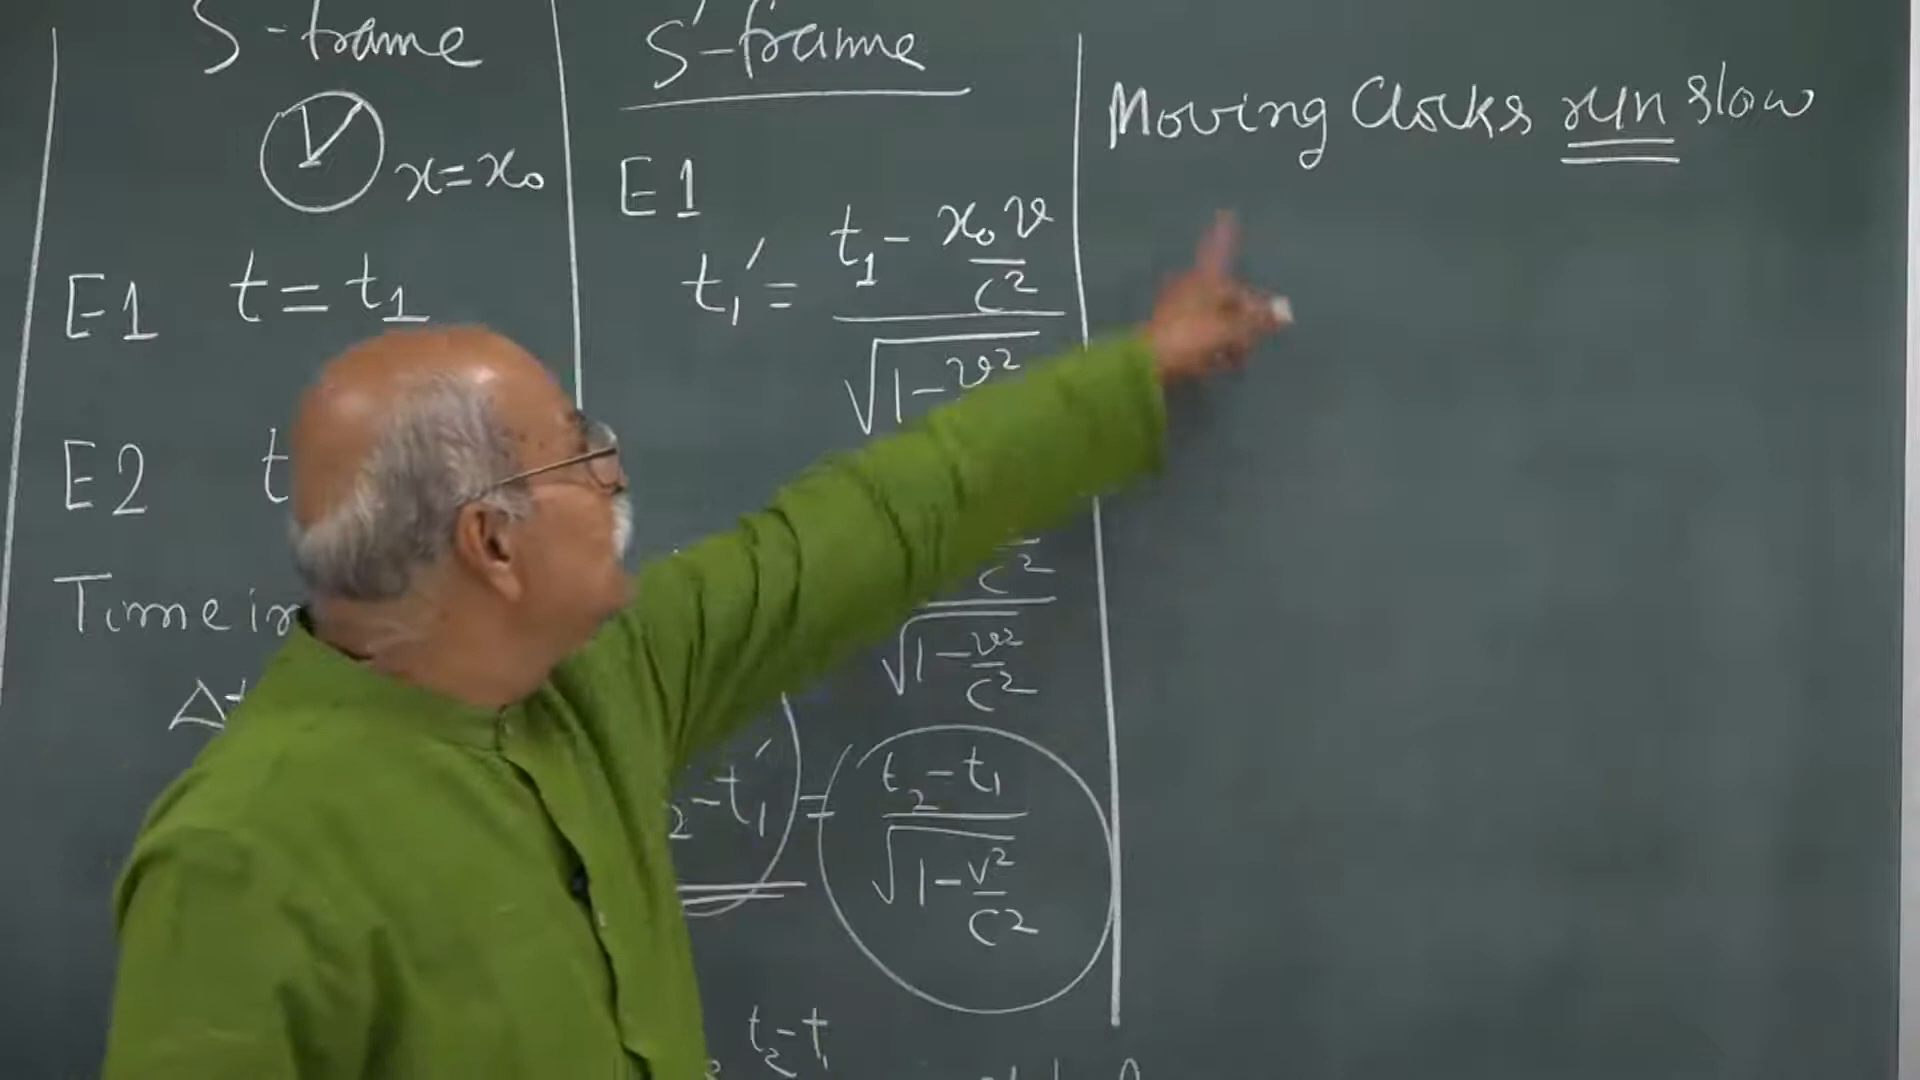 S-frame
x=x₀
E1 t=t₁
E2 t
Time in
Δt
S′-frame
E1
t₁′ = (t₁ - x₀v/c²) / √(1-v²
c²
√(1-v²/c²)
₂-t₁′ = (t₂-t₁) / √(1-v²/c²)
t₂-t₁
Moving Clocks run slow